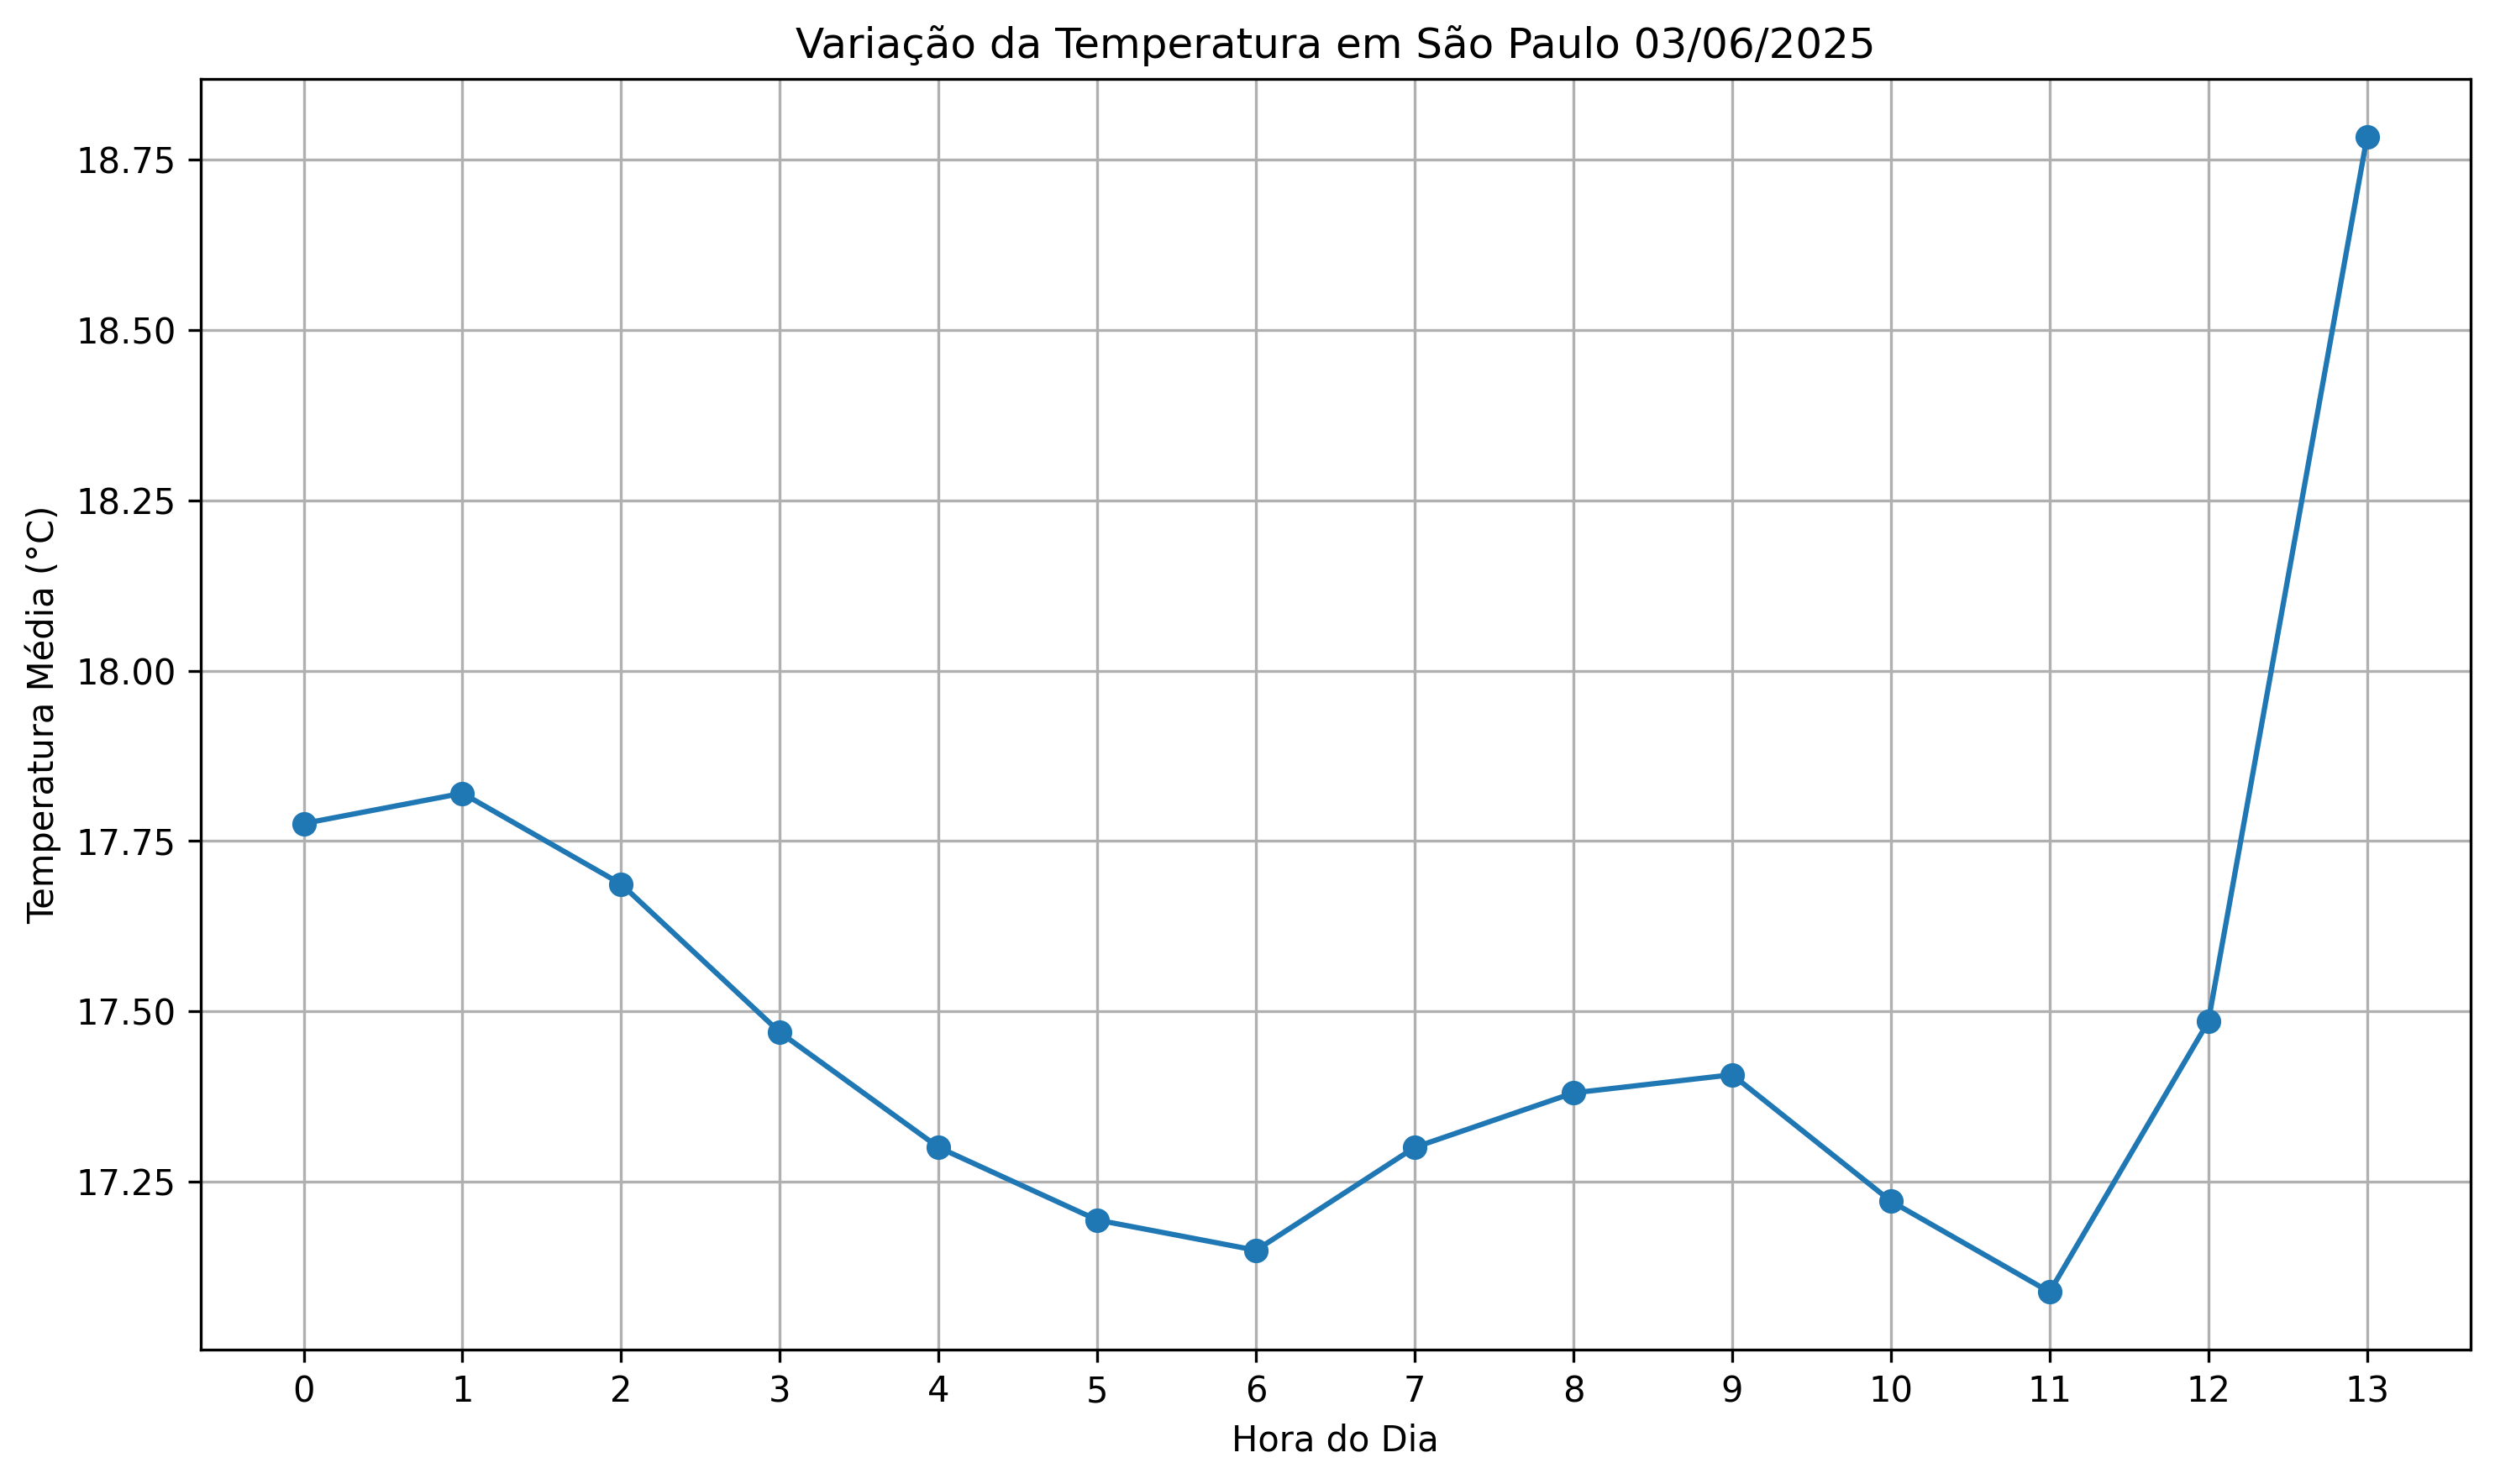 Variação da Temperatura em São Paulo 03/06/2025
Temperatura Média (°C)
18.75
18.50
18.25
18.00
17.75
17.50
17.25
0 1 2 3 4 5 6 7 8 9 10 11 12 13
Hora do Dia